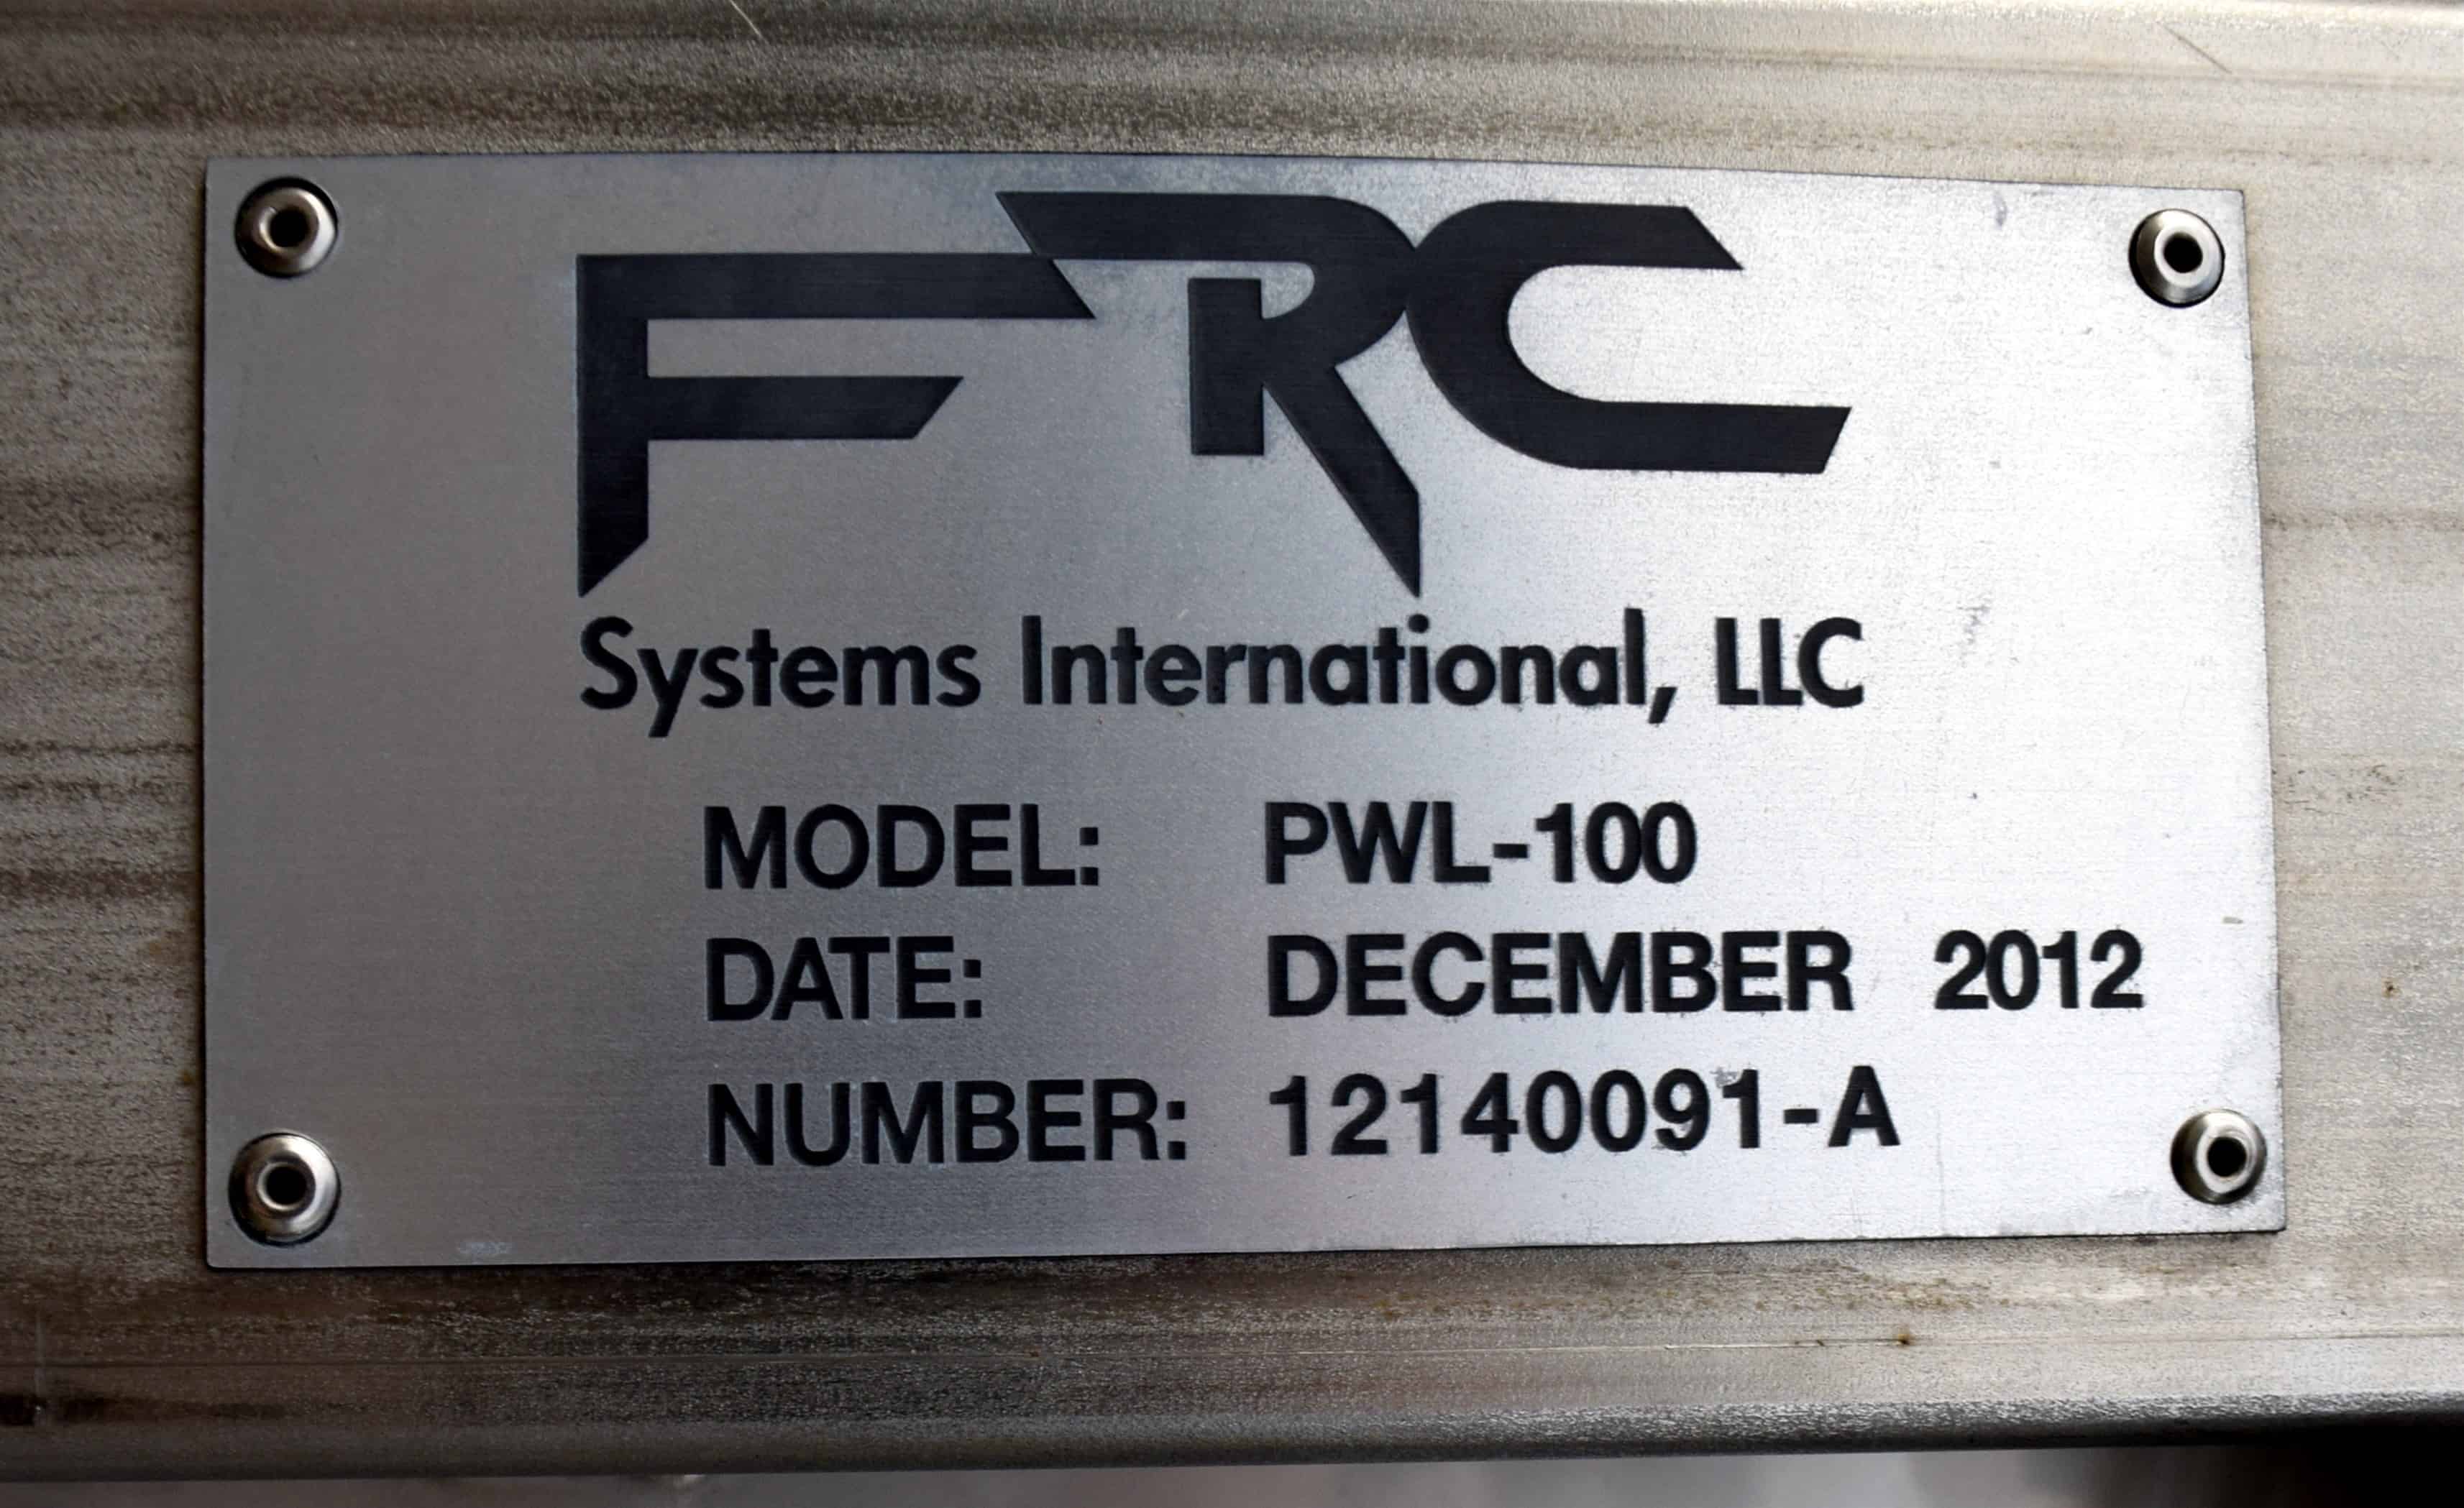 FRC
Systems International, LLC
MODEL: PWL-100
DATE: DECEMBER 2012
NUMBER: 12140091-A